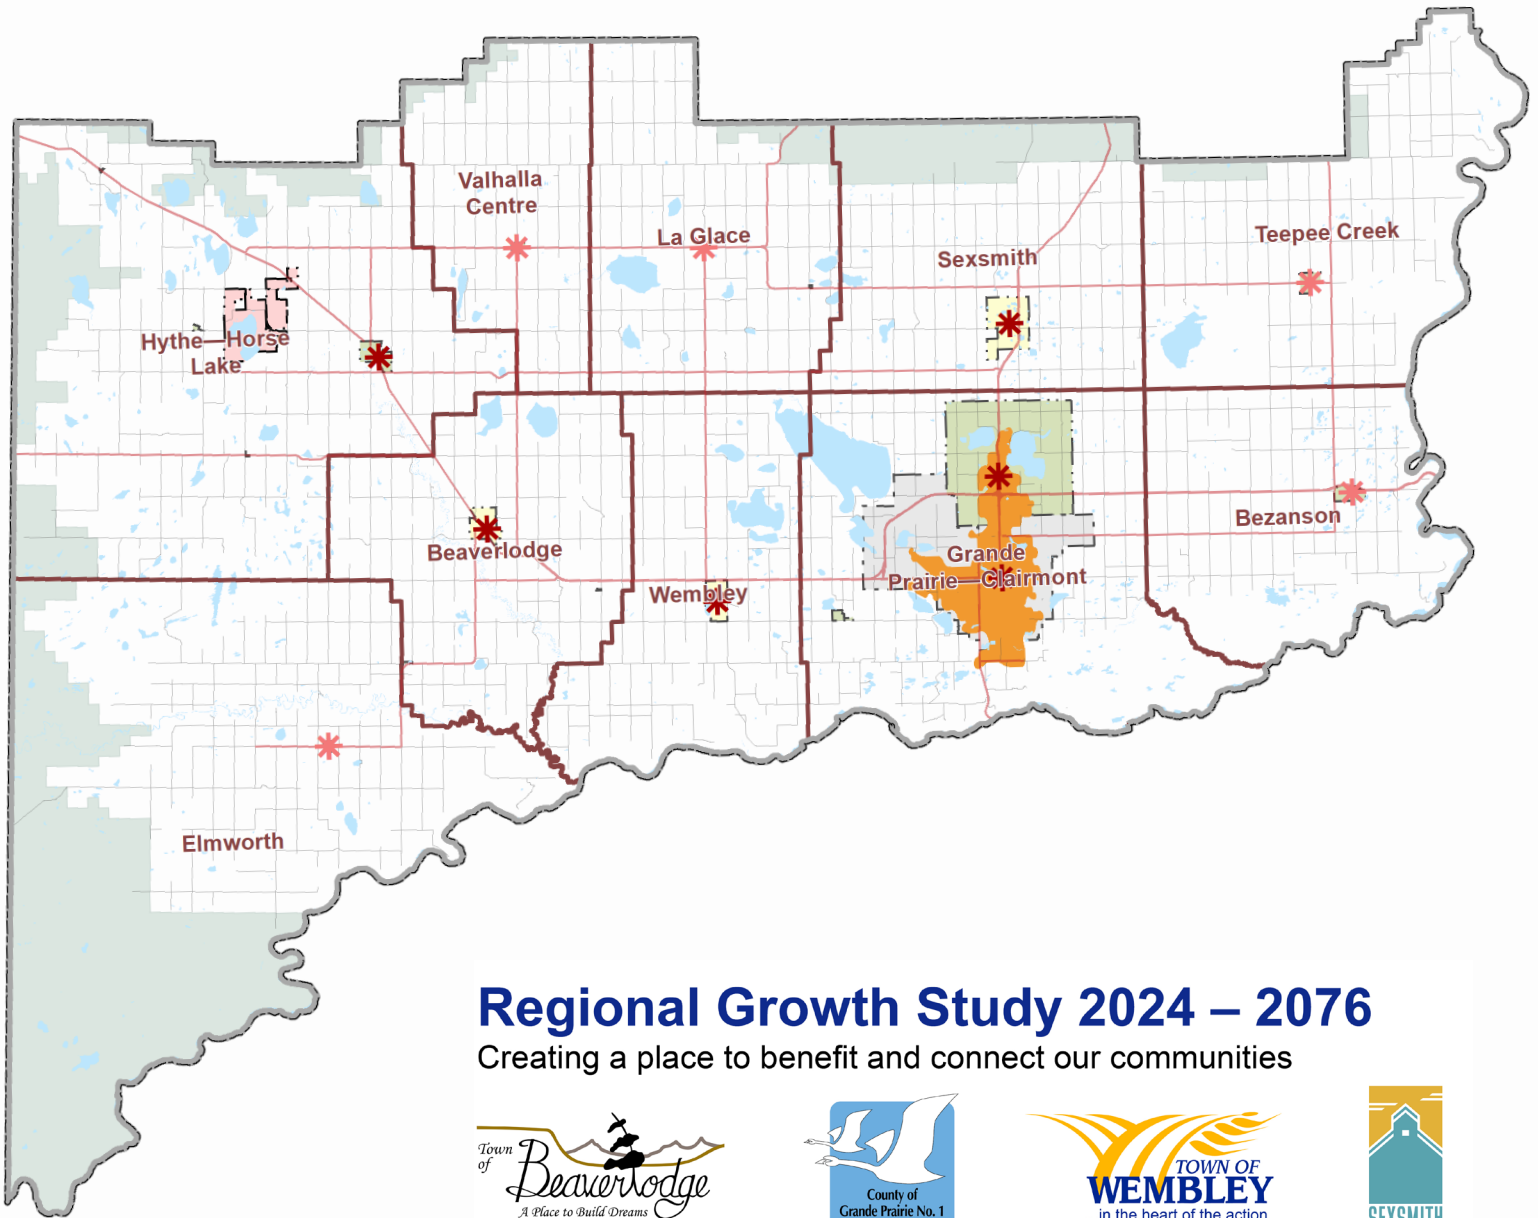 Valhalla
Centre
La Glace
Teepee Creek
Sexsmith
Hythe—Horse
Lake
Bezanson
Beaverlodge
Grande
Prairie—Clairmont
Wembley
Elmworth
Regional Growth Study 2024 – 2076
Creating a place to benefit and connect our communities
Town
of
Beaverlodge
A Place to Build Dreams
County of
Grande Prairie No. 1
TOWN OF
WEMBLEY
in the heart of the action
SEXSMITH